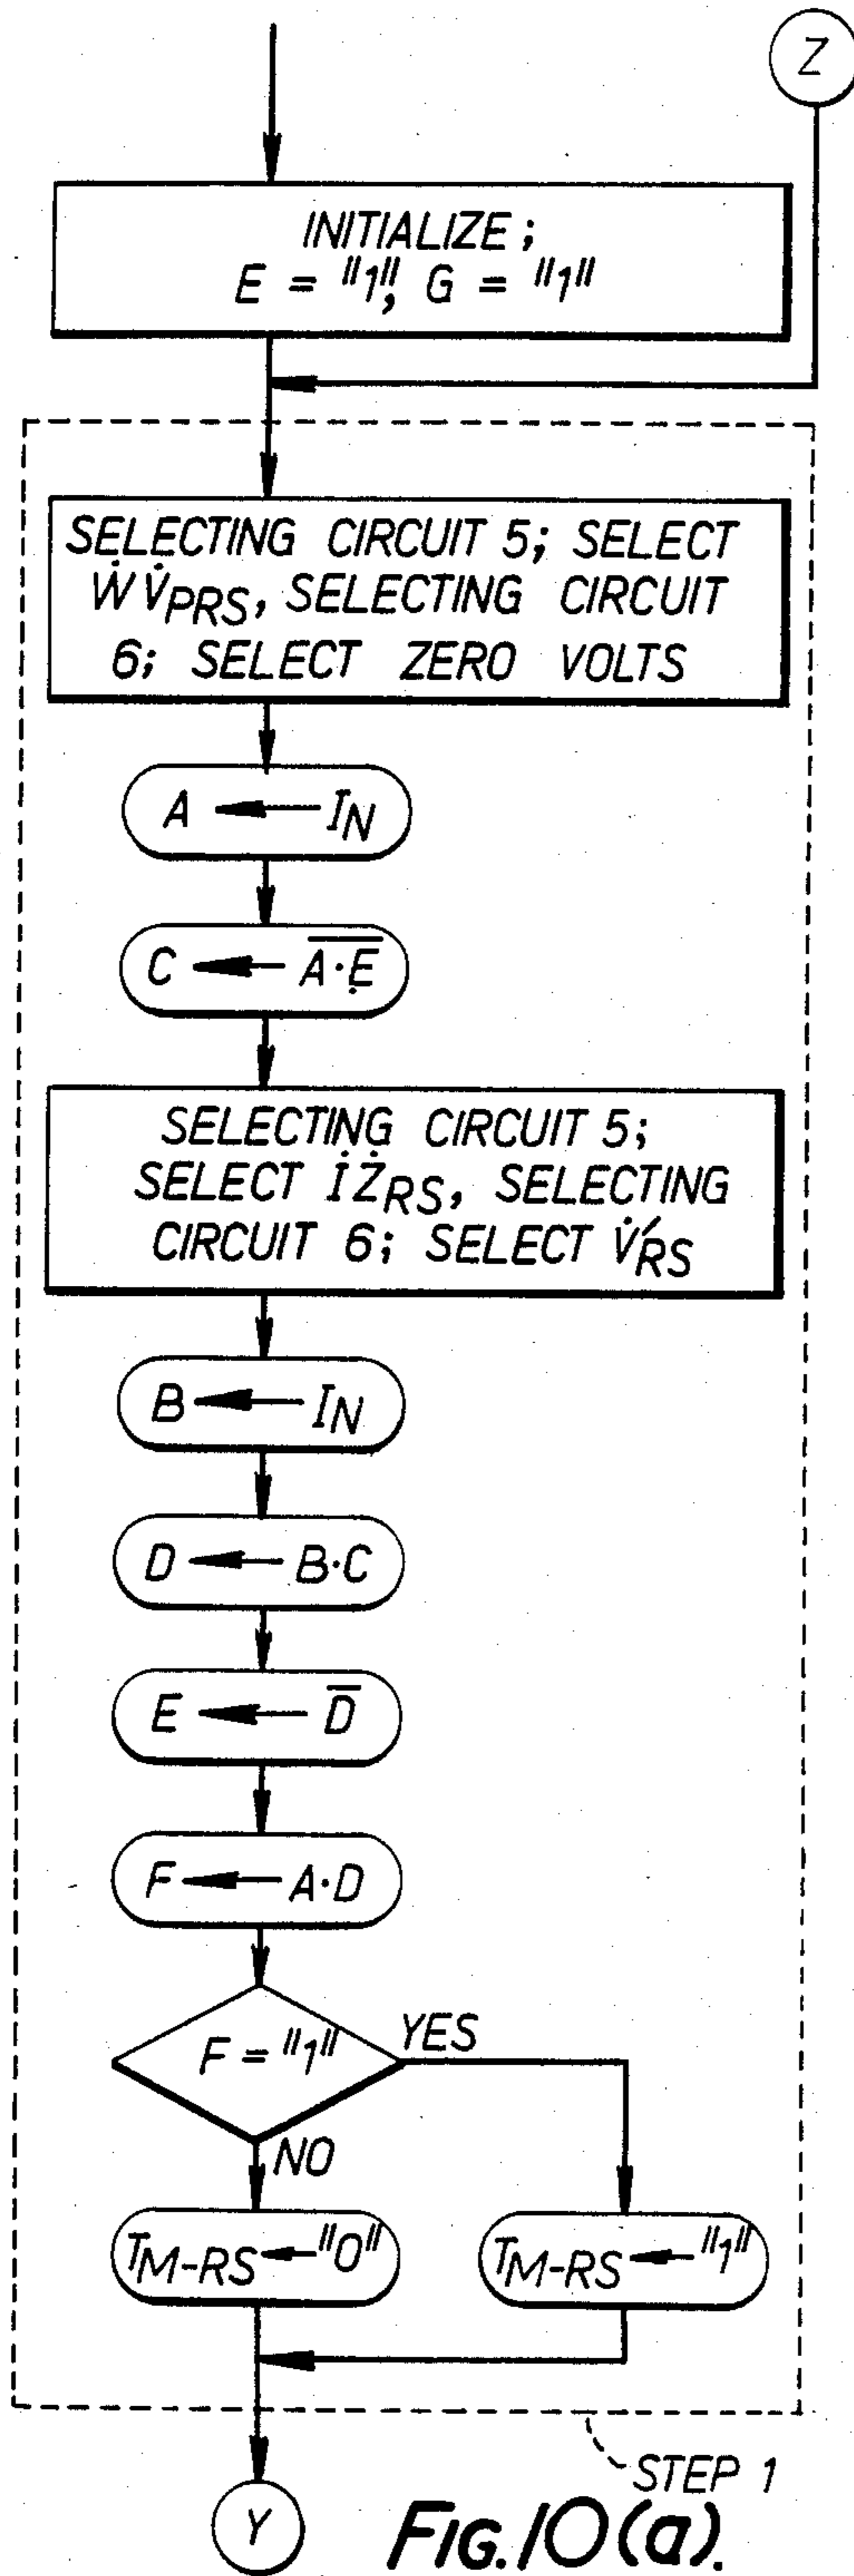 Z
INITIALIZE;
E = "1", G = "1"
SELECTING CIRCUIT 5; SELECT
ẆV̇PRS, SELECTING CIRCUIT
6; SELECT ZERO VOLTS
A ← IN
C ← A·E̅
SELECTING CIRCUIT 5;
SELECT İŻRS, SELECTING
CIRCUIT 6; SELECT V̇′RS
B ← IN
D ← B·C
E ← D̅
F ← A·D
F = "1"
YES
NO
TM-RS ← "0"
TM-RS ← "1"
STEP 1
Y
FIG.10(a).